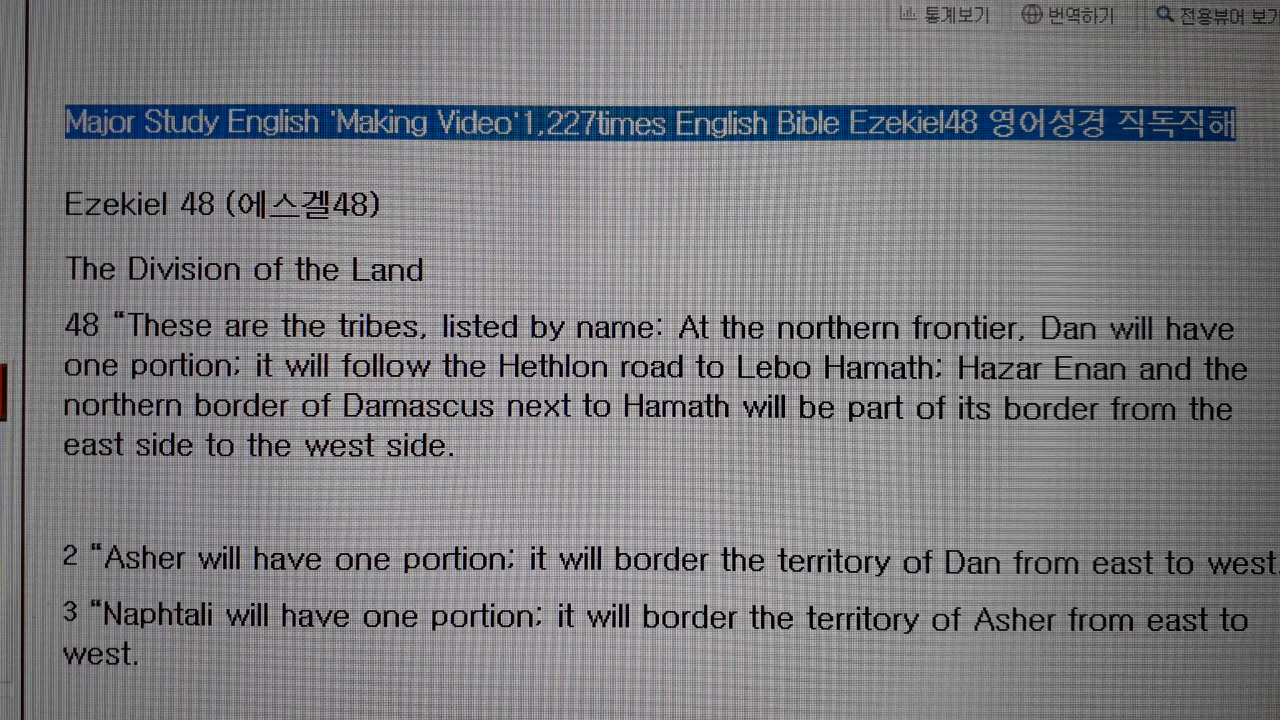 통계보기 번역하기 전용뷰어 보기
Major Study English 'Making Video'1,227times English Bible Ezekiel48 영어성경 직독직해
Ezekiel 48 (에스겔48)
The Division of the Land
48 “These are the tribes, listed by name: At the northern frontier, Dan will have
one portion; it will follow the Hethlon road to Lebo Hamath; Hazar Enan and the
northern border of Damascus next to Hamath will be part of its border from the
east side to the west side.
2 “Asher will have one portion; it will border the territory of Dan from east to west.
3 “Naphtali will have one portion; it will border the territory of Asher from east to
west.